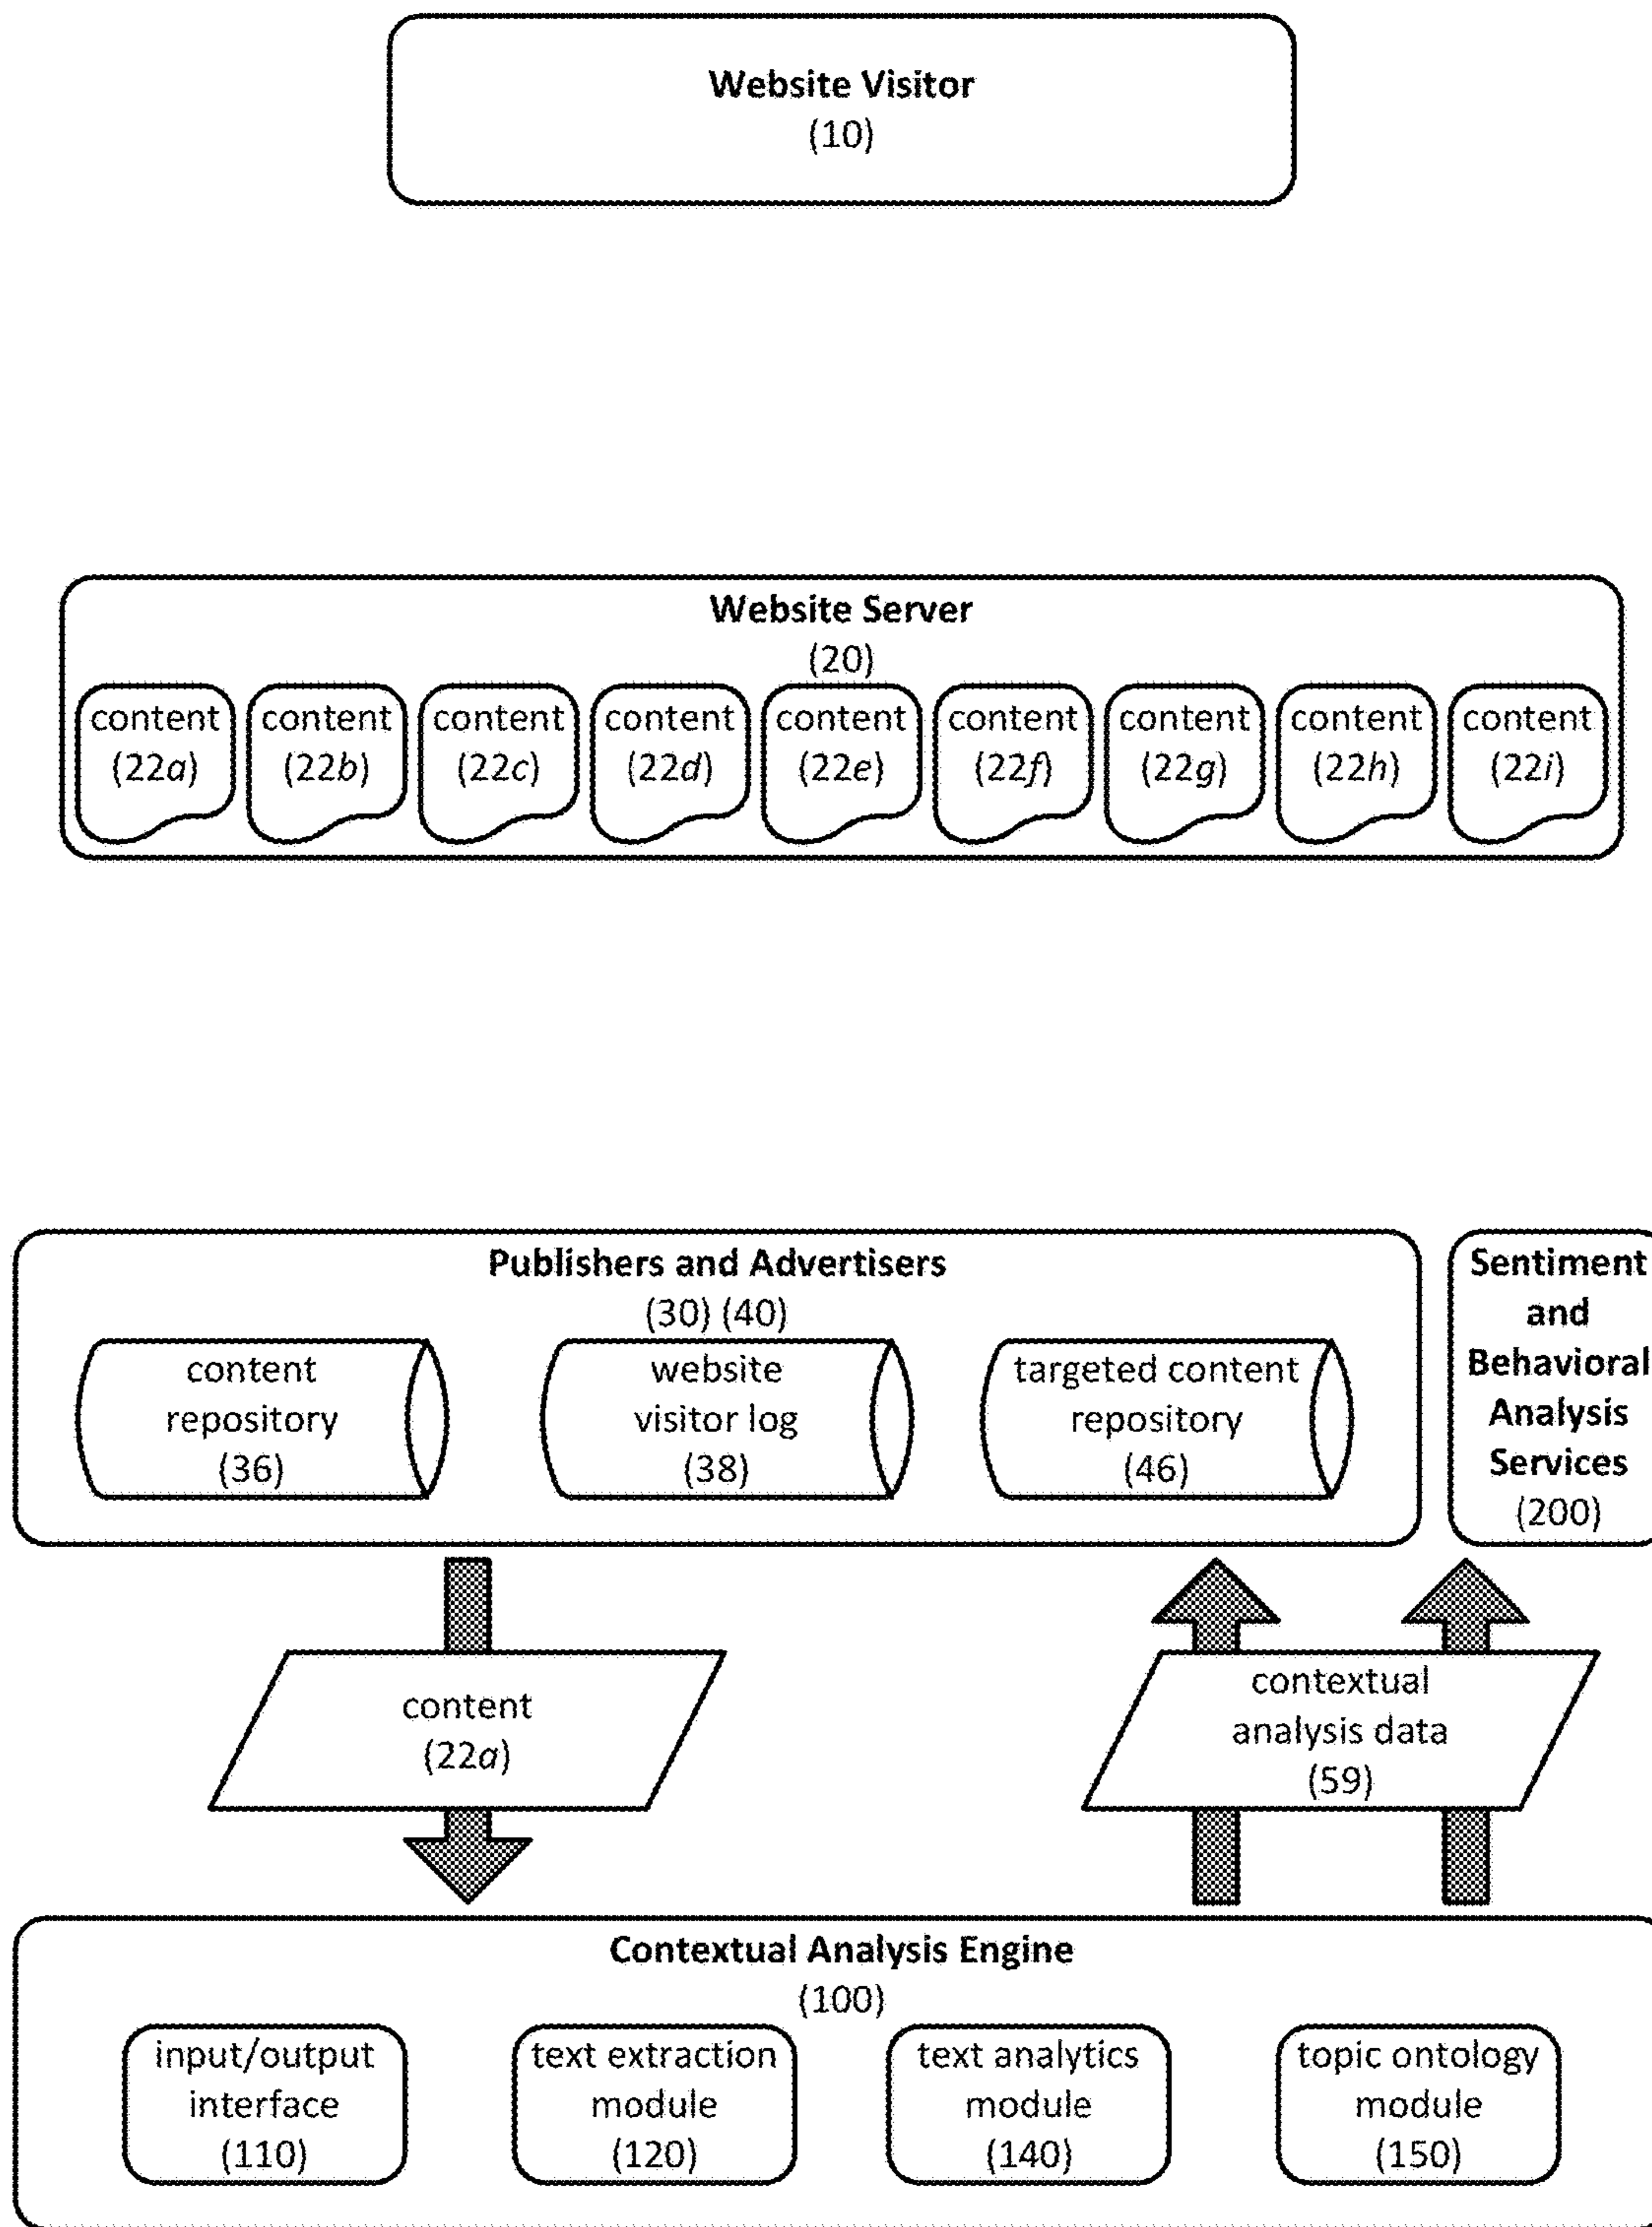 Website Visitor
(10)
Website Server
(20)
content
(22a)
content
(22b)
content
(22c)
content
(22d)
content
(22e)
content
(22f)
content
(22g)
content
(22h)
content
(22i)
Publishers and Advertisers
(30) (40)
content
repository
(36)
website
visitor log
(38)
targeted content
repository
(46)
Sentiment
and
Behavioral
Analysis
Services
(200)
content
(22a)
contextual
analysis data
(59)
Contextual Analysis Engine
(100)
input/output
interface
(110)
text extraction
module
(120)
text analytics
module
(140)
topic ontology
module
(150)